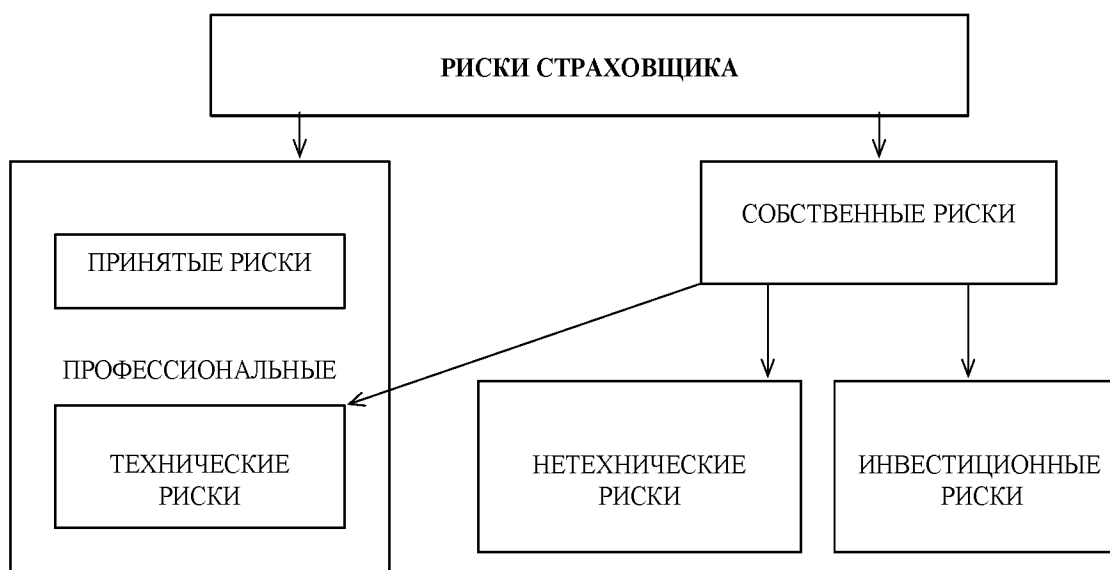 РИСКИ СТРАХОВЩИКА
СОБСТВЕННЫЕ РИСКИ
ПРИНЯТЫЕ РИСКИ
ПРОФЕССИОНАЛЬНЫЕ
ТЕХНИЧЕСКИЕ
РИСКИ
НЕТЕХНИЧЕСКИЕ
РИСКИ
ИНВЕСТИЦИОННЫЕ
РИСКИ